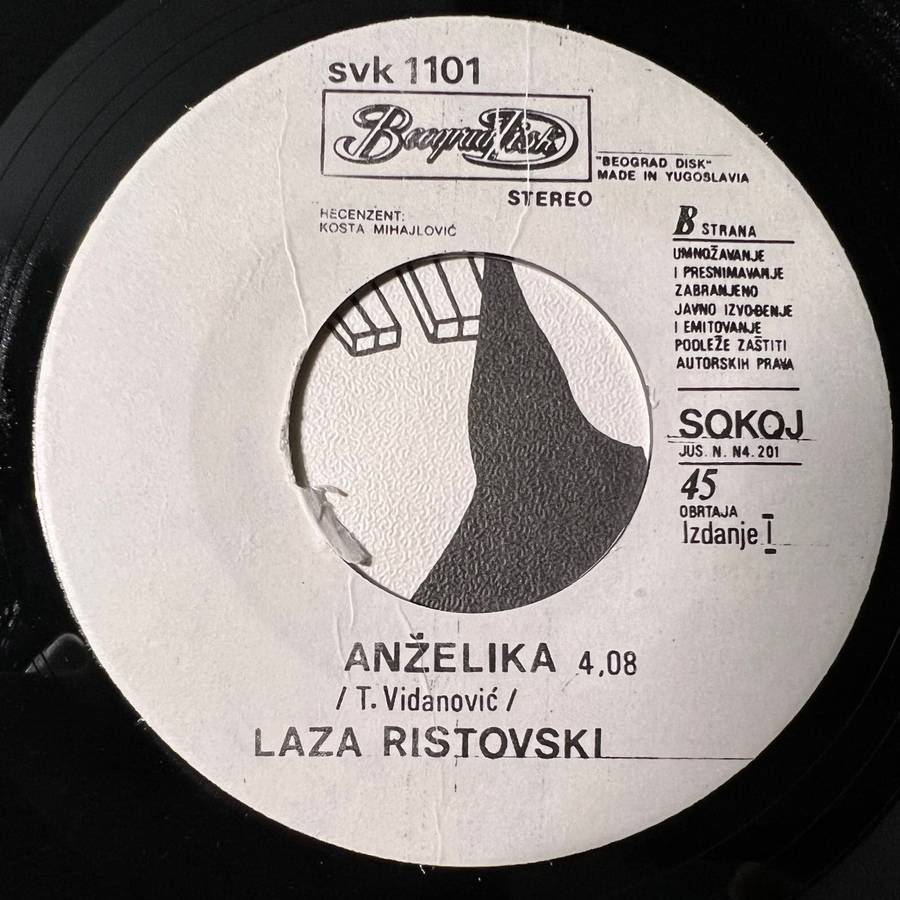 svk 1101
Beograd Disk
"BEOGRAD DISK"
MADE IN YUGOSLAVIA
STEREO
RECENZENT:
KOSTA MIHAJLOVIĆ
B STRANA
UMNOŽAVANJE
I PRESNIMAVANJE
ZABRANJENO
JAVNO IZVOĐENJE
I EMITOVANJE
PODLEŽE ZAŠTITI
AUTORSKIH PRAVA
SOKOJ
JUS. N. N4. 201
45
OBRTAJA
Izdanje I
ANŽELIKA 4,08
/ T. Vidanović /
LAZA RISTOVSKI